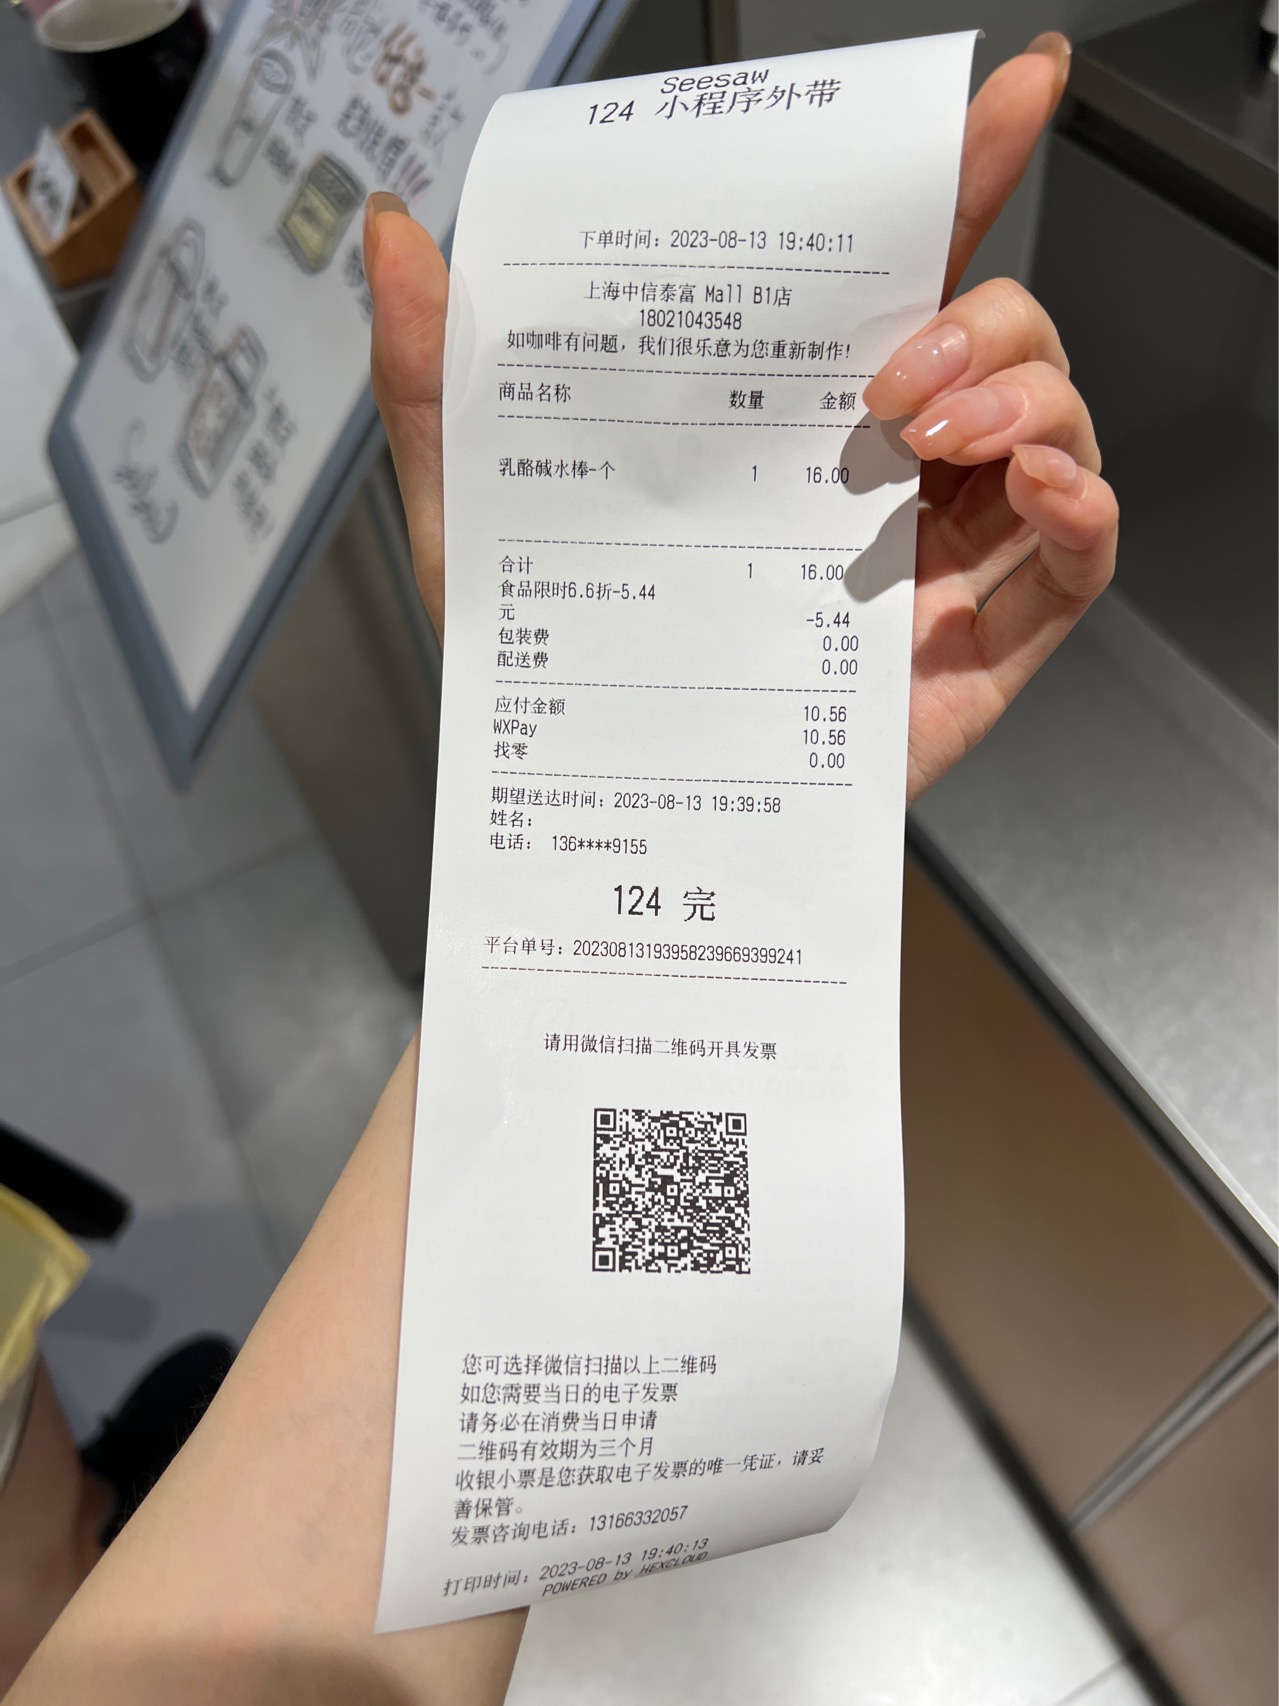 Seesaw
124 小程序外带
下单时间：2023-08-13 19:40:11
上海中信泰富 Mall B1店
18021043548
如咖啡有问题，我们很乐意为您重新制作！
商品名称 数量 金额
乳酪碱水棒-个 1 16.00
合计 1 16.00
食品限时6.6折-5.44
元 -5.44
包装费 0.00
配送费 0.00
应付金额 10.56
WXPay 10.56
找零 0.00
期望送达时间：2023-08-13 19:39:58
姓名：
电话： 136****9155
124 完
平台单号：20230813193958239669399241
请用微信扫描二维码开具发票
您可选择微信扫描以上二维码
如您需要当日的电子发票
请务必在消费当日申请
二维码有效期为三个月
收银小票是您获取电子发票的唯一凭证，请妥
善保管。
发票咨询电话：13166332057
打印时间：2023-08-13 19:40:13
POWERED by HEXCLOUD